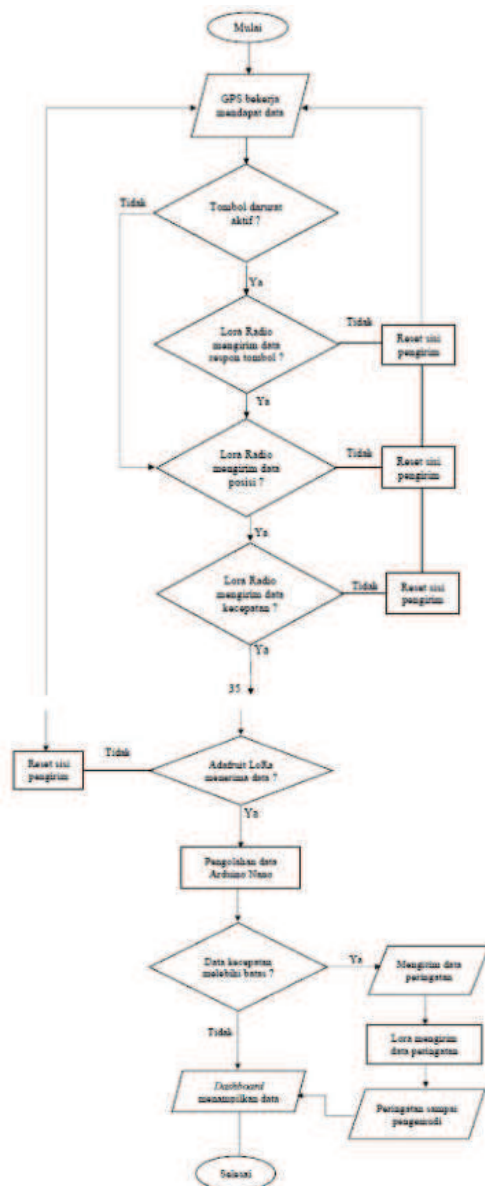 Mulai
GPS bekerja
mendapat data
Tidak
Tombol darurat
aktif ?
Ya
Lora Radio
mengirim data
respon tombol ?
Tidak
Reset sisi
pengirim
Ya
Lora Radio
mengirim data
posisi ?
Tidak
Reset sisi
pengirim
Ya
Lora Radio
mengirim data
kecepatan ?
Tidak
Reset sisi
pengirim
Ya
35
Reset sisi
pengirim
Tidak
Adafruit LoRa
menerima data ?
Ya
Pengolahan data
Arduino Nano
Data kecepatan
melebihi batas ?
Ya
Mengirim data
peringatan
Lora mengirim
data peringatan
Tidak
Dashboard
menampilkan data
Peringatan sampai
pengemudi
Selesai